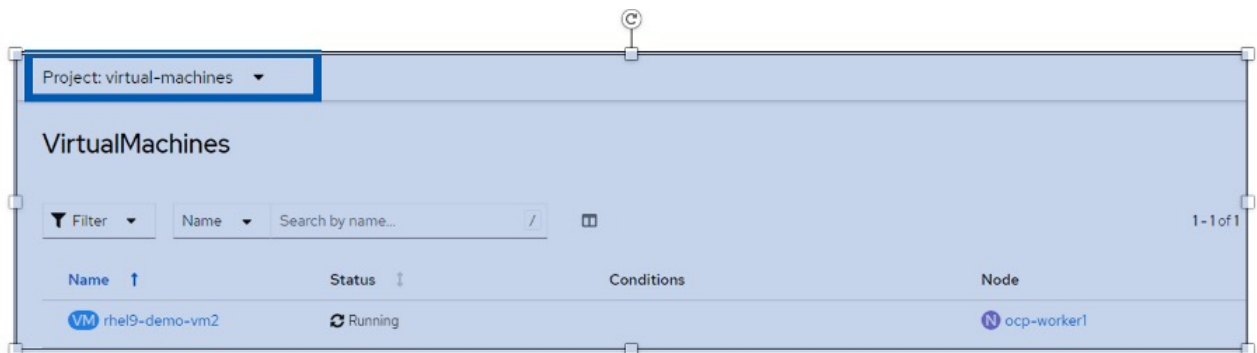 Project: virtual-machines
VirtualMachines
Filter Name Search by name... / 1-1 of 1
Name Status Conditions Node
VM rhel9-demo-vm2 Running N ocp-worker1